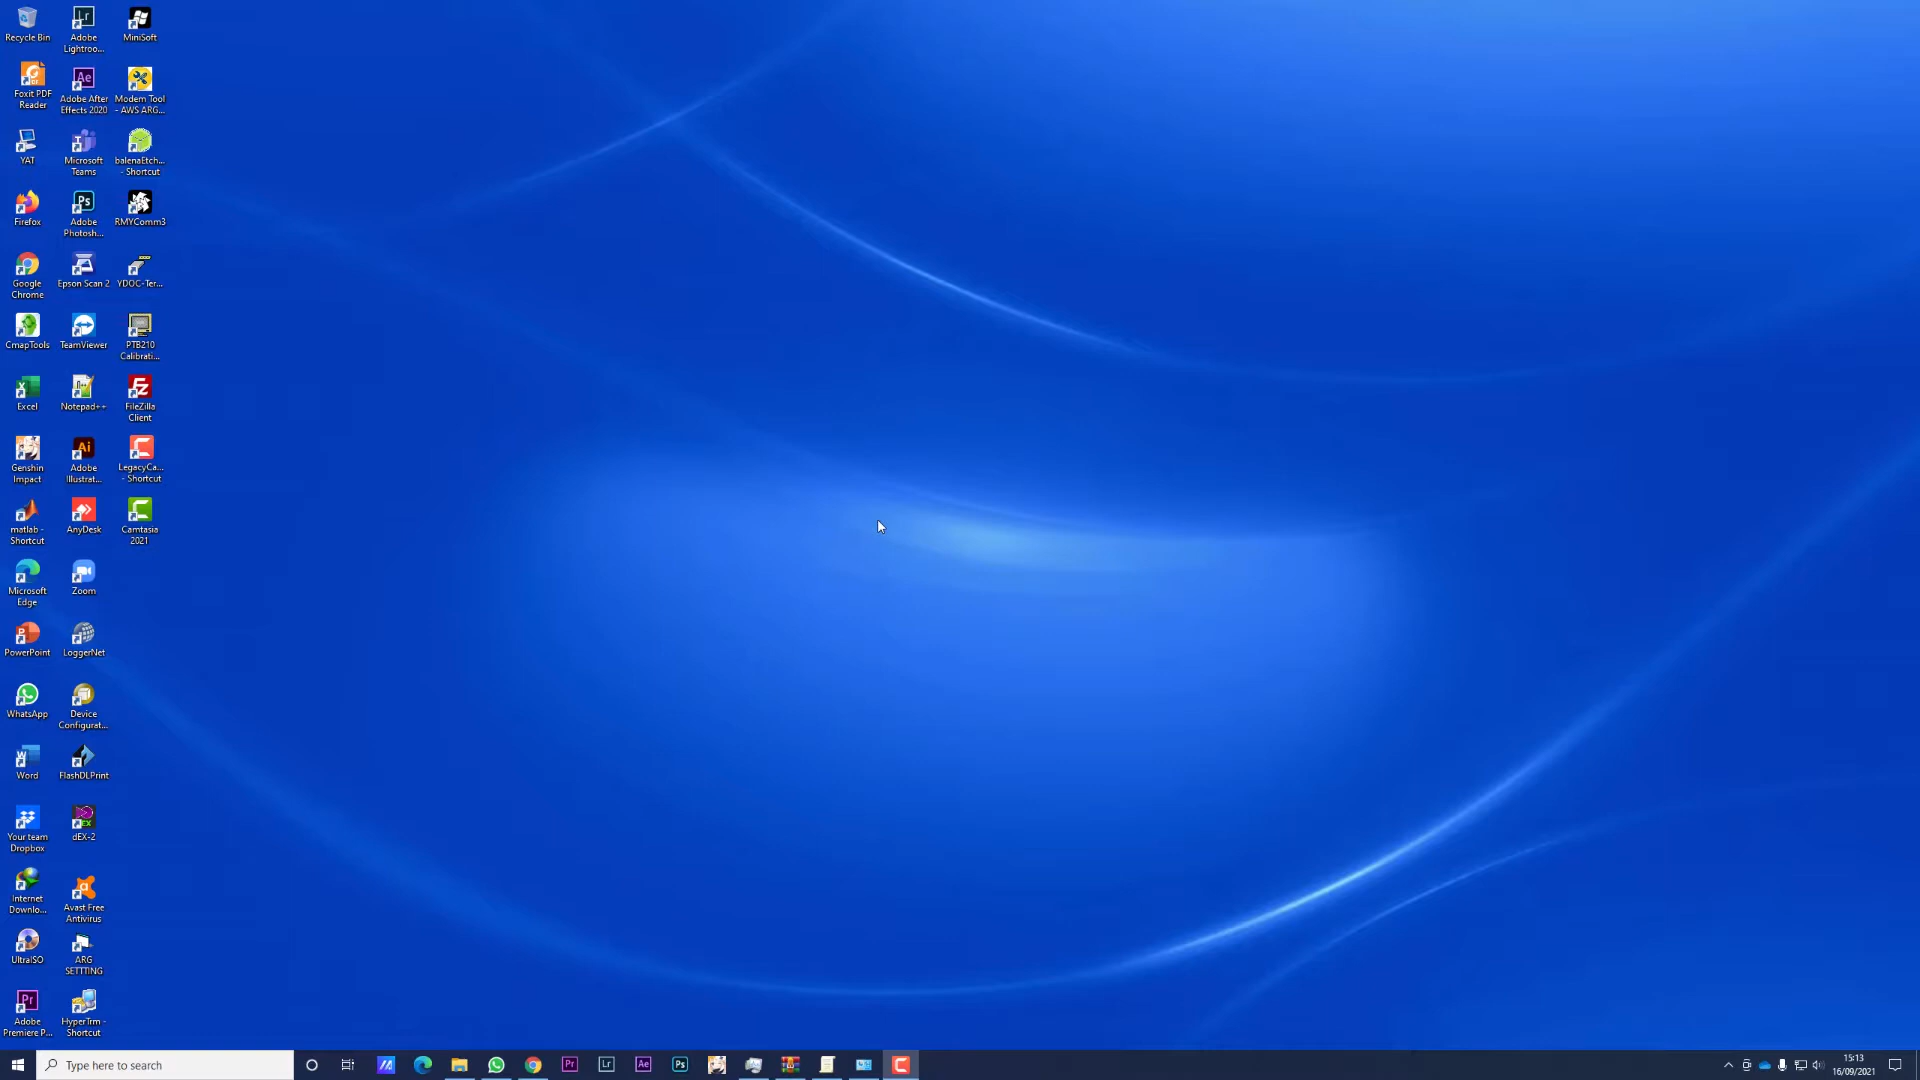 Recycle Bin
Adobe
Lightroo...
MiniSoft
Foxit PDF
Reader
Adobe After
Effects 2020
Modem Tool
- AWS ARG...
YAT
Microsoft
Teams
balenaEtch...
- Shortcut
Firefox
Adobe
Photosh...
RMYComm3
Google
Chrome
Epson Scan 2
YDOC-Ter...
CmapTools
TeamViewer
PTB210
Calibrati...
Excel
Notepad++
FileZilla
Client
Genshin
Impact
Adobe
Illustrat...
LegacyCa...
- Shortcut
matlab -
Shortcut
AnyDesk
Camtasia
2021
Microsoft
Edge
Zoom
PowerPoint
LoggerNet
WhatsApp
Device
Configurat...
Word
FlashDLPrint
Your team
Dropbox
dEX-2
Internet
Downlo...
Avast Free
Antivirus
UltraISO
ARG
SETTTING
Adobe
Premiere P...
HyperTrm -
Shortcut
Type here to search
15:13
16/09/2021